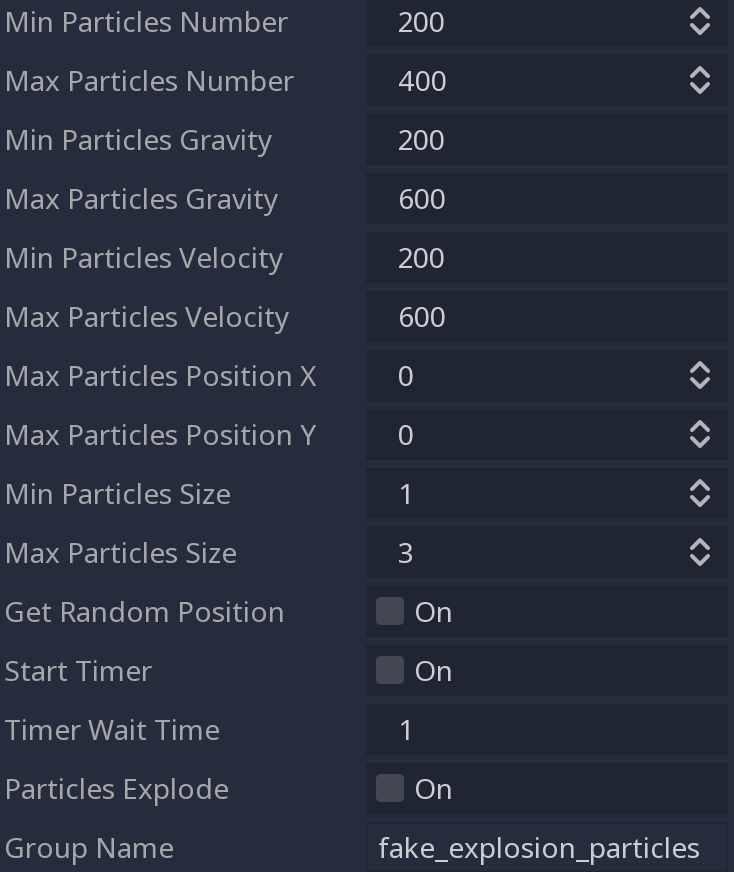 Min Particles Number 200
Max Particles Number 400
Min Particles Gravity 200
Max Particles Gravity 600
Min Particles Velocity 200
Max Particles Velocity 600
Max Particles Position X 0
Max Particles Position Y 0
Min Particles Size 1
Max Particles Size 3
Get Random Position On
Start Timer On
Timer Wait Time 1
Particles Explode On
Group Name fake_explosion_particles